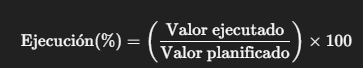 Ejecución(%) = (Valor ejecutado / Valor planificado) × 100